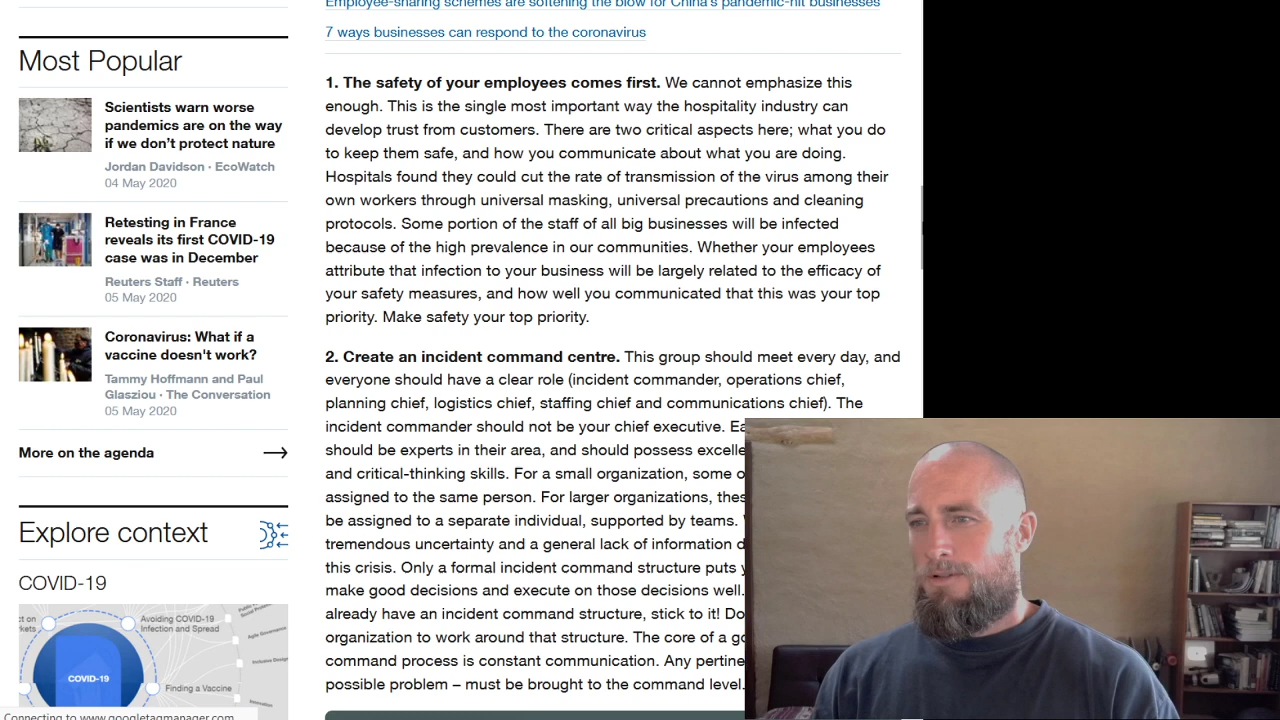 Most Popular
Scientists warn worse
pandemics are on the way
if we don't protect nature
Jordan Davidson · EcoWatch
04 May 2020
Retesting in France
reveals its first COVID-19
case was in December
Reuters Staff · Reuters
05 May 2020
Coronavirus: What if a
vaccine doesn't work?
Tammy Hoffmann and Paul
Glasziou · The Conversation
05 May 2020
More on the agenda
Explore context
COVID-19
Avoiding COVID-19
Infection and Spread
COVID-19
Finding a Vaccine
Connecting to www.googletagmanager.com
Employee-sharing schemes are softening the blow for China's pandemic-hit businesses
7 ways businesses can respond to the coronavirus
1. The safety of your employees comes first. We cannot emphasize this
enough. This is the single most important way the hospitality industry can
develop trust from customers. There are two critical aspects here; what you do
to keep them safe, and how you communicate about what you are doing.
Hospitals found they could cut the rate of transmission of the virus among their
own workers through universal masking, universal precautions and cleaning
protocols. Some portion of the staff of all big businesses will be infected
because of the high prevalence in our communities. Whether your employees
attribute that infection to your business will be largely related to the efficacy of
your safety measures, and how well you communicated that this was your top
priority. Make safety your top priority.
2. Create an incident command centre. This group should meet every day, and
everyone should have a clear role (incident commander, operations chief,
planning chief, logistics chief, staffing chief and communications chief). The
incident commander should not be your chief executive. Ea
should be experts in their area, and should possess excelle
and critical-thinking skills. For a small organization, some o
assigned to the same person. For larger organizations, thes
be assigned to a separate individual, supported by teams.
tremendous uncertainty and a general lack of information d
this crisis. Only a formal incident command structure puts
make good decisions and execute on those decisions well.
already have an incident command structure, stick to it! Do
organization to work around that structure. The core of a go
command process is constant communication. Any pertine
possible problem – must be brought to the command level.